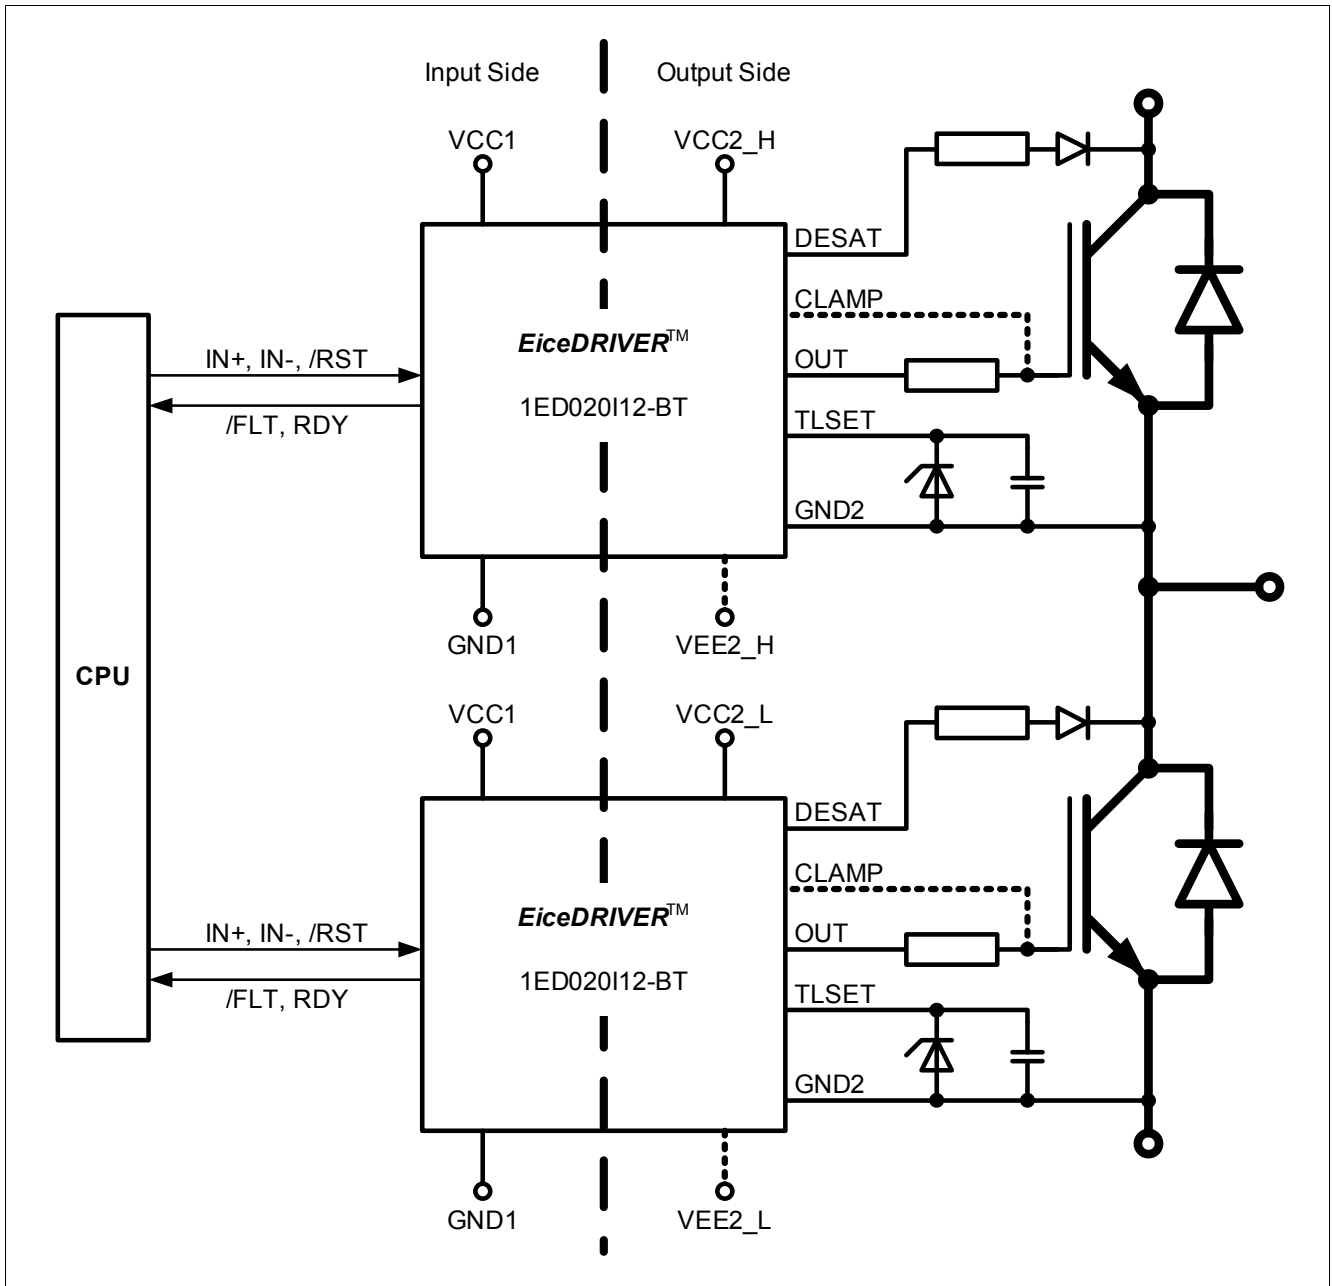 Input Side
Output Side
VCC1
VCC2_H
DESAT
CLAMP
EiceDRIVER™
IN+, IN-, /RST
OUT
1ED020I12-BT
/FLT, RDY
TLSET
GND2
GND1
VEE2_H
CPU
VCC1
VCC2_L
DESAT
CLAMP
EiceDRIVER™
IN+, IN-, /RST
OUT
1ED020I12-BT
/FLT, RDY
TLSET
GND2
GND1
VEE2_L